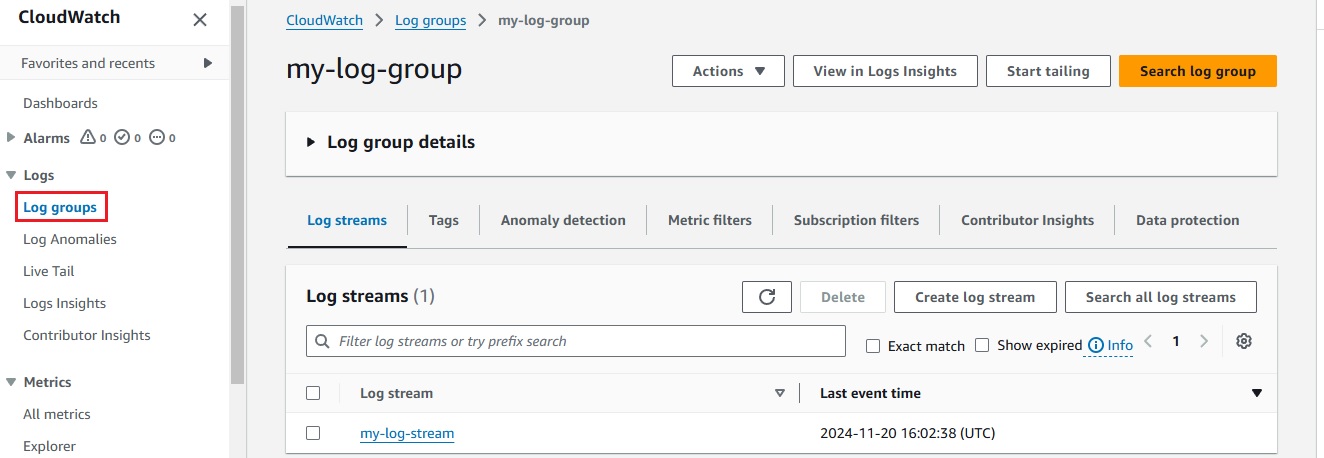 CloudWatch
Favorites and recents
Dashboards
Alarms 0 0 0
Logs
Log groups
Log Anomalies
Live Tail
Logs Insights
Contributor Insights
Metrics
All metrics
Explorer
CloudWatch > Log groups > my-log-group
my-log-group
Actions View in Logs Insights Start tailing Search log group
Log group details
Log streams Tags Anomaly detection Metric filters Subscription filters Contributor Insights Data protection
Log streams (1) Delete Create log stream Search all log streams
Filter log streams or try prefix search Exact match Show expired Info 1
Log stream Last event time
my-log-stream 2024-11-20 16:02:38 (UTC)